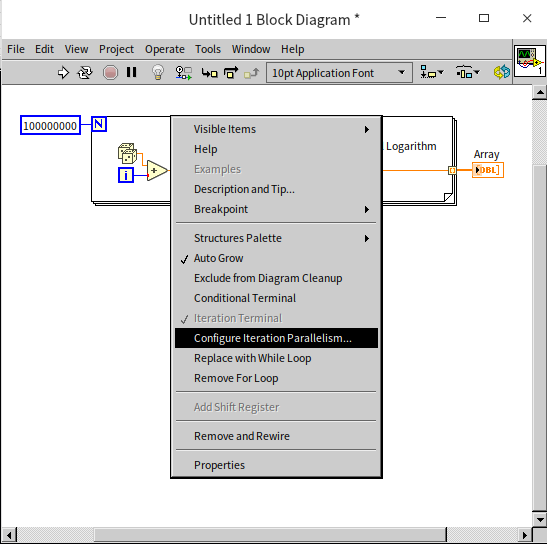 Untitled 1 Block Diagram *
File Edit View Project Operate Tools Window Help
10pt Application Font
1
100000000
N
i
+
Logarithm
Array
DBL]
Visible Items
Help
Examples
Description and Tip...
Breakpoint
Structures Palette
Auto Grow
Exclude from Diagram Cleanup
Conditional Terminal
Iteration Terminal
Configure Iteration Parallelism...
Replace with While Loop
Remove For Loop
Add Shift Register
Remove and Rewire
Properties